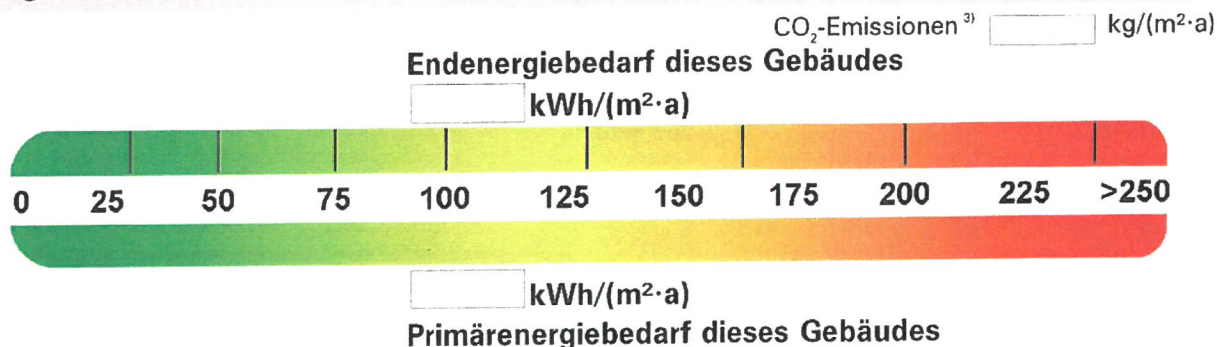 CO₂-Emissionen ³⁾ kg/(m²·a)
Endenergiebedarf dieses Gebäudes
kWh/(m²·a)
0 25 50 75 100 125 150 175 200 225 >250
kWh/(m²·a)
Primärenergiebedarf dieses Gebäudes